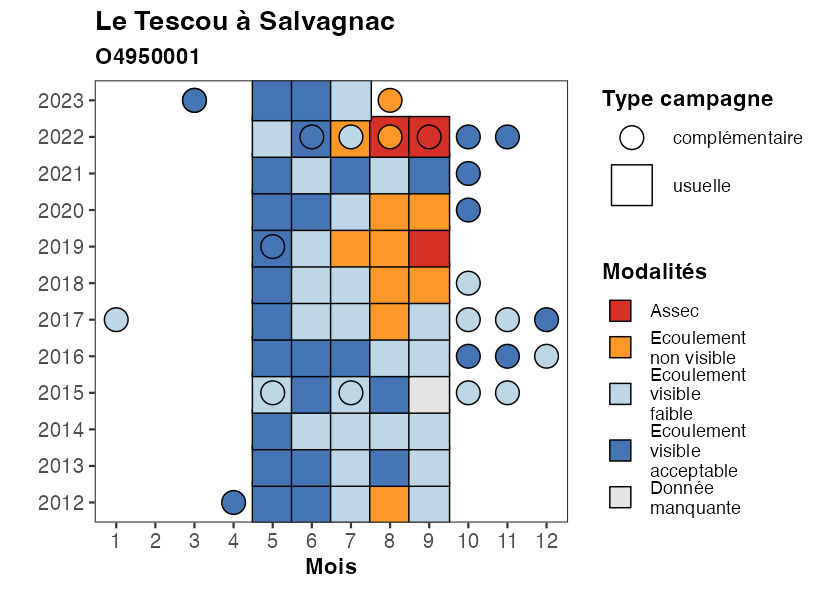 Le Tescou à Salvagnac
O4950001
2023
2022
2021
2020
2019
2018
2017
2016
2015
2014
2013
2012
1 2 3 4 5 6 7 8 9 10 11 12
Mois
Type campagne
complémentaire
usuelle
Modalités
Assec
Ecoulement
non visible
Ecoulement
visible
faible
Ecoulement
visible
acceptable
Donnée
manquante